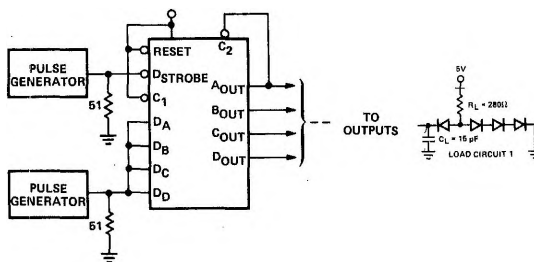 PULSE
GENERATOR
51
PULSE
GENERATOR
51
RESET
DSTROBE
C1
DA
DB
DC
DD
C2
AOUT
BOUT
COUT
DOUT
TO
OUTPUTS
5V
RL = 280Ω
CL = 15 pF
LOAD CIRCUIT 1